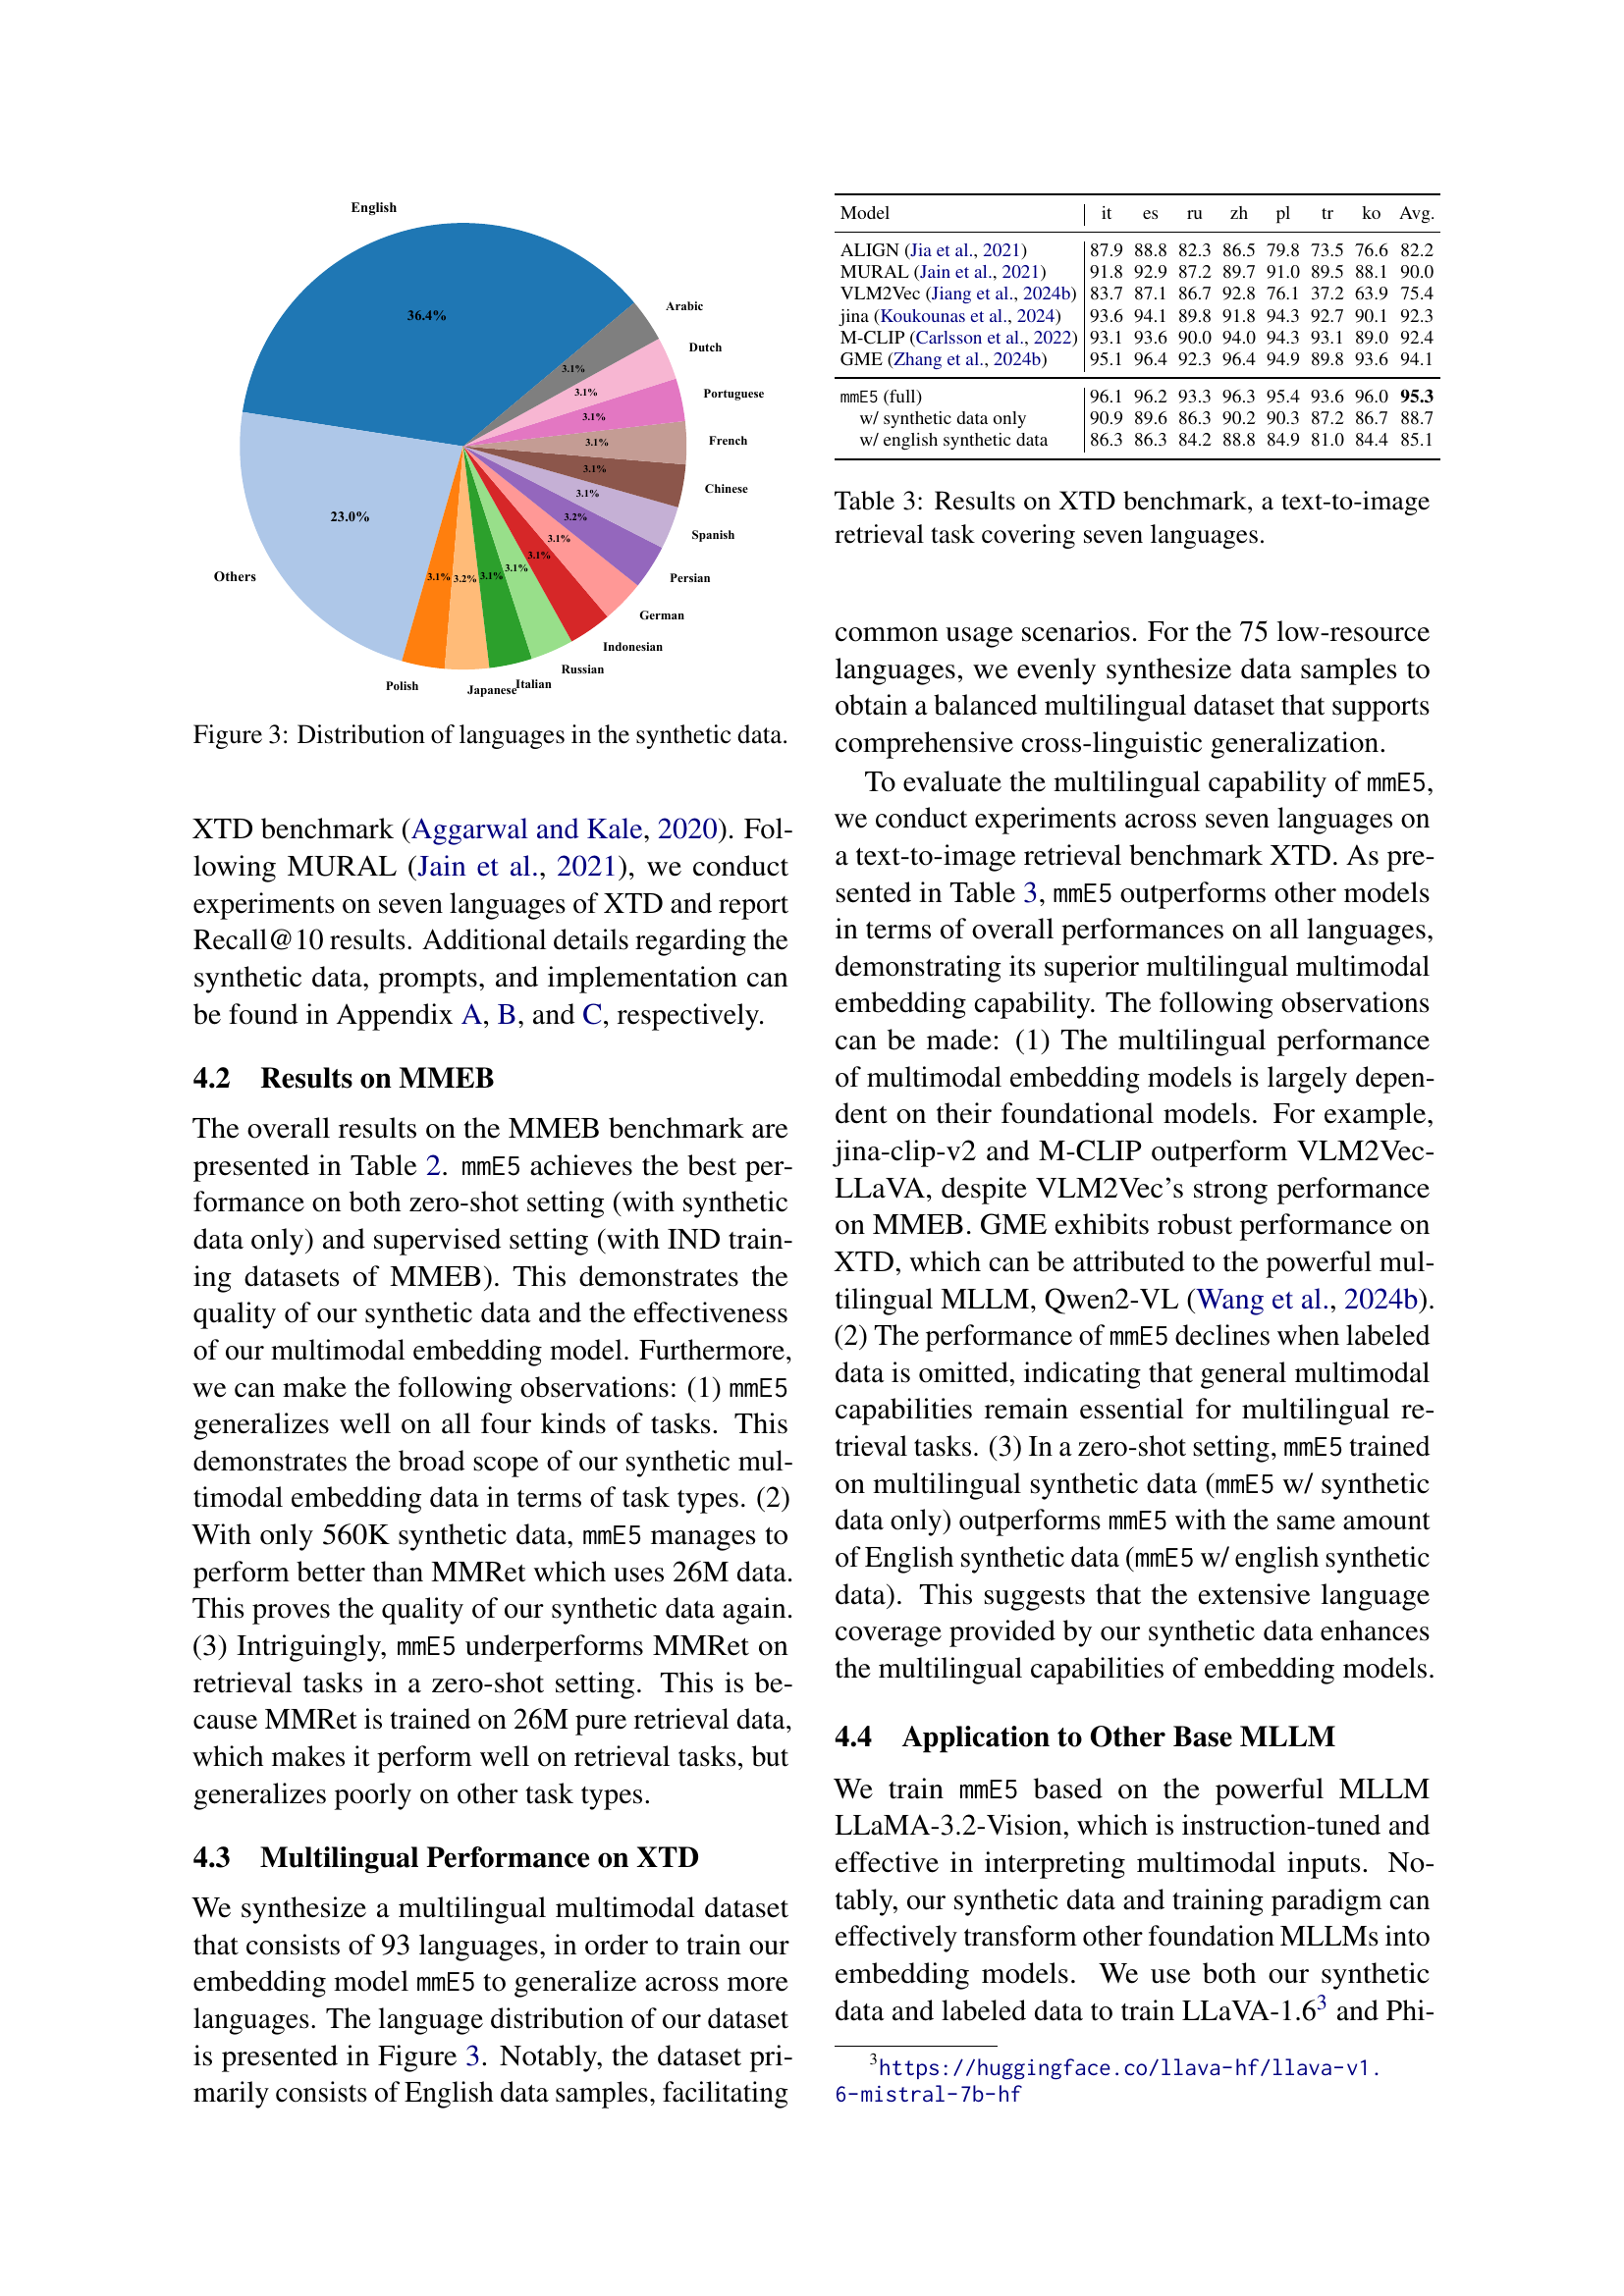 English
Arabic
Dutch
Portuguese
French
Chinese
Spanish
Persian
German
Indonesian
Russian
Italian
Japanese
Polish
Others
36.4%
3.1%
3.1%
3.1%
3.1%
3.1%
3.1%
3.2%
3.1%
3.1%
3.1%
3.1%
3.2%
3.1%
23.0%
Figure 3: Distribution of languages in the synthetic data.
XTD benchmark (Aggarwal and Kale, 2020). Fol-
lowing MURAL (Jain et al., 2021), we conduct
experiments on seven languages of XTD and report
Recall@10 results. Additional details regarding the
synthetic data, prompts, and implementation can
be found in Appendix A, B, and C, respectively.
4.2 Results on MMEB
The overall results on the MMEB benchmark are
presented in Table 2. mmE5 achieves the best per-
formance on both zero-shot setting (with synthetic
data only) and supervised setting (with IND train-
ing datasets of MMEB). This demonstrates the
quality of our synthetic data and the effectiveness
of our multimodal embedding model. Furthermore,
we can make the following observations: (1) mmE5
generalizes well on all four kinds of tasks. This
demonstrates the broad scope of our synthetic mul-
timodal embedding data in terms of task types. (2)
With only 560K synthetic data, mmE5 manages to
perform better than MMRet which uses 26M data.
This proves the quality of our synthetic data again.
(3) Intriguingly, mmE5 underperforms MMRet on
retrieval tasks in a zero-shot setting. This is be-
cause MMRet is trained on 26M pure retrieval data,
which makes it perform well on retrieval tasks, but
generalizes poorly on other task types.
4.3 Multilingual Performance on XTD
We synthesize a multilingual multimodal dataset
that consists of 93 languages, in order to train our
embedding model mmE5 to generalize across more
languages. The language distribution of our dataset
is presented in Figure 3. Notably, the dataset pri-
marily consists of English data samples, facilitating
Model it es ru zh pl tr ko Avg.
ALIGN (Jia et al., 2021) 87.9 88.8 82.3 86.5 79.8 73.5 76.6 82.2
MURAL (Jain et al., 2021) 91.8 92.9 87.2 89.7 91.0 89.5 88.1 90.0
VLM2Vec (Jiang et al., 2024b) 83.7 87.1 86.7 92.8 76.1 37.2 63.9 75.4
jina (Koukounas et al., 2024) 93.6 94.1 89.8 91.8 94.3 92.7 90.1 92.3
M-CLIP (Carlsson et al., 2022) 93.1 93.6 90.0 94.0 94.3 93.1 89.0 92.4
GME (Zhang et al., 2024b) 95.1 96.4 92.3 96.4 94.9 89.8 93.6 94.1
mmE5 (full) 96.1 96.2 93.3 96.3 95.4 93.6 96.0 95.3
w/ synthetic data only 90.9 89.6 86.3 90.2 90.3 87.2 86.7 88.7
w/ english synthetic data 86.3 86.3 84.2 88.8 84.9 81.0 84.4 85.1
Table 3: Results on XTD benchmark, a text-to-image
retrieval task covering seven languages.
common usage scenarios. For the 75 low-resource
languages, we evenly synthesize data samples to
obtain a balanced multilingual dataset that supports
comprehensive cross-linguistic generalization.
To evaluate the multilingual capability of mmE5,
we conduct experiments across seven languages on
a text-to-image retrieval benchmark XTD. As pre-
sented in Table 3, mmE5 outperforms other models
in terms of overall performances on all languages,
demonstrating its superior multilingual multimodal
embedding capability. The following observations
can be made: (1) The multilingual performance
of multimodal embedding models is largely depen-
dent on their foundational models. For example,
jina-clip-v2 and M-CLIP outperform VLM2Vec-
LLaVA, despite VLM2Vec's strong performance
on MMEB. GME exhibits robust performance on
XTD, which can be attributed to the powerful mul-
tilingual MLLM, Qwen2-VL (Wang et al., 2024b).
(2) The performance of mmE5 declines when labeled
data is omitted, indicating that general multimodal
capabilities remain essential for multilingual re-
trieval tasks. (3) In a zero-shot setting, mmE5 trained
on multilingual synthetic data (mmE5 w/ synthetic
data only) outperforms mmE5 with the same amount
of English synthetic data (mmE5 w/ english synthetic
data). This suggests that the extensive language
coverage provided by our synthetic data enhances
the multilingual capabilities of embedding models.
4.4 Application to Other Base MLLM
We train mmE5 based on the powerful MLLM
LLaMA-3.2-Vision, which is instruction-tuned and
effective in interpreting multimodal inputs. No-
tably, our synthetic data and training paradigm can
effectively transform other foundation MLLMs into
embedding models. We use both our synthetic
data and labeled data to train LLaVA-1.6³ and Phi-
³https://huggingface.co/llava-hf/llava-v1.
6-mistral-7b-hf